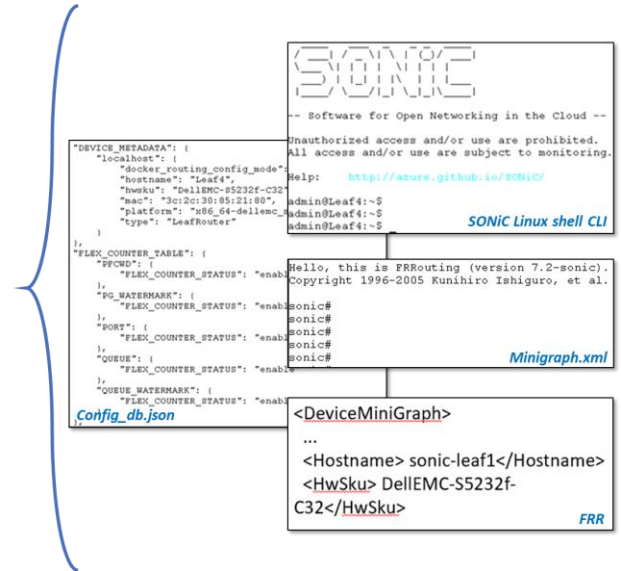 "DEVICE_METADATA": {
"localhost": {
"docker_routing_config_mode":
"hostname": "Leaf4",
"hwsku": "DellEMC-S5232f-C32"
"mac": "3c:2c:30:85:21:80",
"platform": "x86_64-dellemc_s
"type": "LeafRouter"
}
},
"FLEX_COUNTER_TABLE": {
"PFCWD": {
"FLEX_COUNTER_STATUS": "enable
},
"PG_WATERMARK": {
"FLEX_COUNTER_STATUS": "enabl
},
"PORT": {
"FLEX_COUNTER_STATUS": "enabl
},
"QUEUE": {
"FLEX_COUNTER_STATUS": "enable
},
"QUEUE_WATERMARK": {
"FLEX_COUNTER_STATUS": "enabl
},
Config_db.json
SONiC
-- Software for Open Networking in the Cloud --
Unauthorized access and/or use are prohibited.
All access and/or use are subject to monitoring.
Help: http://azure.github.io/SONiC/
admin@Leaf4:~$
admin@Leaf4:~$
admin@Leaf4:~$ _
SONiC Linux shell CLI
Hello, this is FRRouting (version 7.2-sonic).
Copyright 1996-2005 Kunihiro Ishiguro, et al.
sonic#
sonic#
sonic#
sonic#
sonic#
Minigraph.xml
<DeviceMiniGraph>
...
<Hostname> sonic-leaf1</Hostname>
<HwSku> DellEMC-S5232f-
C32</HwSku>
FRR